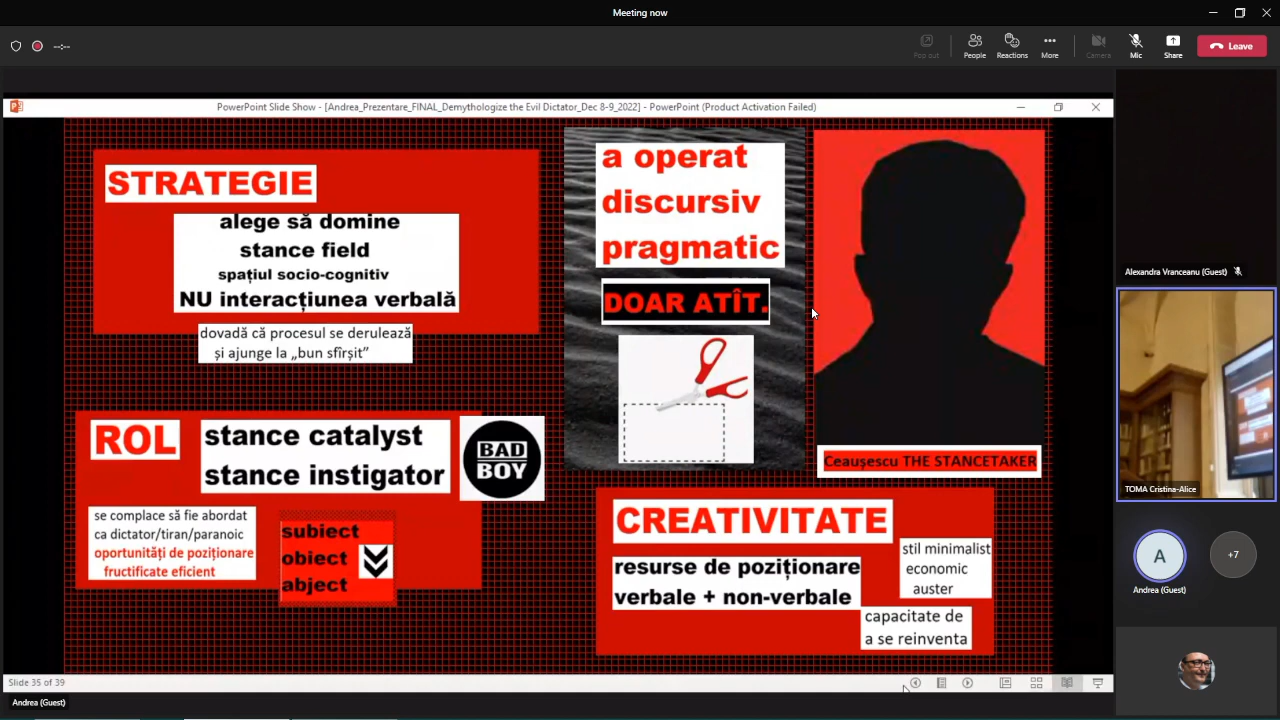 Meeting now
--:--
Pop out
People
Reactions
More
Camera
Mic
Share
Leave
PowerPoint Slide Show - [Andrea_Prezentare_FINAL_Demythologize the Evil Dictator_Dec 8-9_2022] - PowerPoint (Product Activation Failed)
STRATEGIE
alege să domine
stance field
spațiul socio-cognitiv
NU interacțiunea verbală
dovadă că procesul se derulează
și ajunge la „bun sfîrșit”
a operat
discursiv
pragmatic
DOAR ATÎT.
Ceaușescu THE STANCETAKER
ROL
stance catalyst
stance instigator
BAD
BOY
se complace să fie abordat
ca dictator/tiran/paranoic
oportunități de poziționare
fructificate eficient
subiect
obiect
abject
CREATIVITATE
resurse de poziționare
verbale + non-verbale
stil minimalist
economic
auster
capacitate de
a se reinventa
Slide 35 of 39
Andrea (Guest)
Alexandra Vranceanu (Guest)
TOMA Cristina-Alice
A
Andrea (Guest)
+7